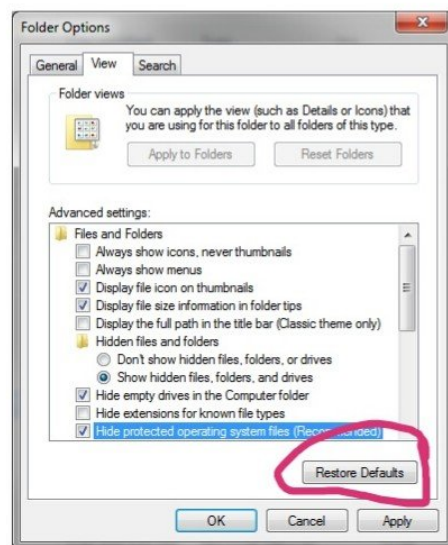 Folder Options
General View Search
Folder views
You can apply the view (such as Details or Icons) that
you are using for this folder to all folders of this type.
Apply to Folders Reset Folders
Advanced settings:
Files and Folders
Always show icons, never thumbnails
Always show menus
Display file icon on thumbnails
Display file size information in folder tips
Display the full path in the title bar (Classic theme only)
Hidden files and folders
Don't show hidden files, folders, or drives
Show hidden files, folders, and drives
Hide empty drives in the Computer folder
Hide extensions for known file types
Hide protected operating system files (Recommended)
Restore Defaults
OK Cancel Apply